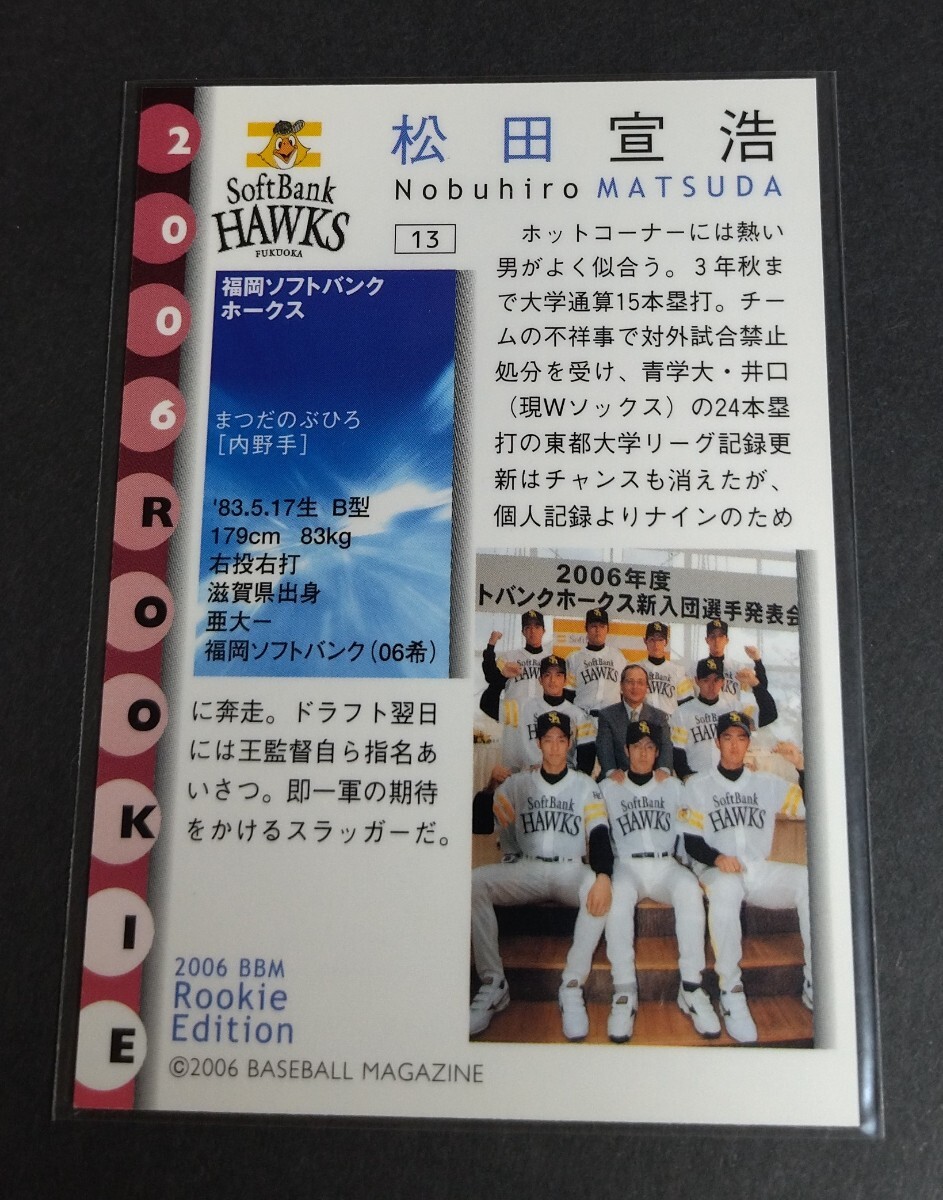 2006 ROOKIE
SoftBank
HAWKS
FUKUOKA
松田宣浩
Nobuhiro MATSUDA
13
福岡ソフトバンク
ホークス
まつだのぶひろ
[内野手]
'83.5.17生 B型
179cm 83kg
右投右打
滋賀県出身
亜大ー
福岡ソフトバンク(06希)
ホットコーナーには熱い
男がよく似合う。3年秋ま
で大学通算15本塁打。チー
ムの不祥事で対外試合禁止
処分を受け、青学大・井口
(現Wソックス)の24本塁
打の東都大学リーグ記録更
新はチャンスも消えたが、
個人記録よりナインのため
に奔走。ドラフト翌日
には王監督自ら指名あ
いさつ。即一軍の期待
をかけるスラッガーだ。
2006年度
トバンクホークス新入団選手発表会
SoftBank
HAWKS
SoftBank
HAWKS
SoftBank
HAWKS
2006 BBM
Rookie
Edition
©2006 BASEBALL MAGAZINE